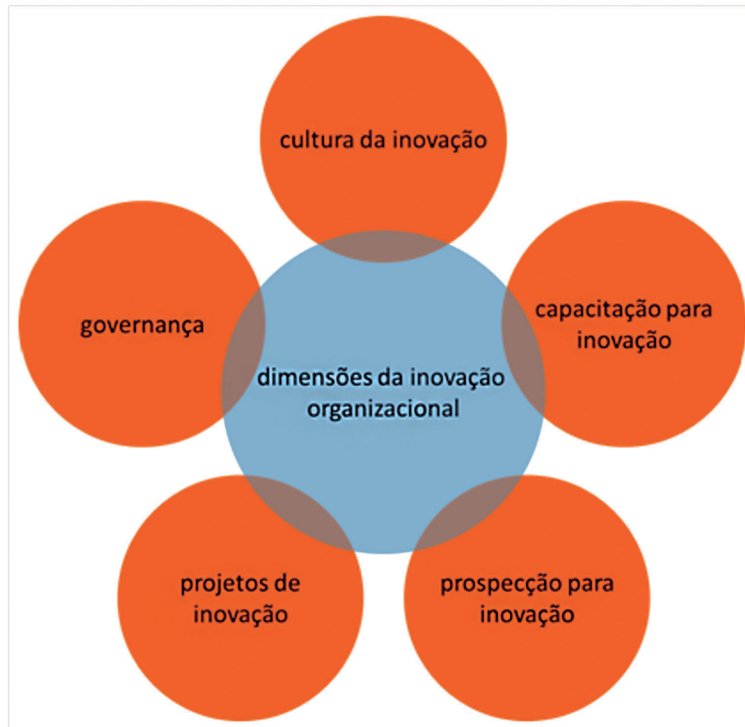 cultura da inovação
governança
capacitação para
inovação
dimensões da inovação
organizacional
projetos de
inovação
prospecção para
inovação